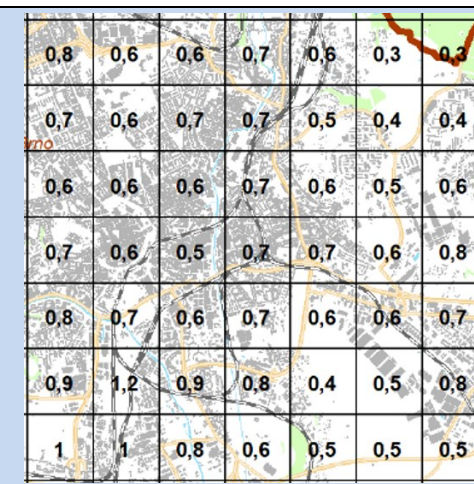 0,8 0,6 0,6 0,7 0,6 0,3 0,3
0,7 0,6 0,7 0,7 0,5 0,4 0,4
rno
0,6 0,6 0,6 0,7 0,6 0,5 0,6
0,7 0,6 0,5 0,7 0,7 0,6 0,8
0,8 0,7 0,6 0,7 0,6 0,6 0,7
0,9 1,2 0,9 0,8 0,4 0,5 0,8
1 1 0,8 0,6 0,5 0,5 0,5